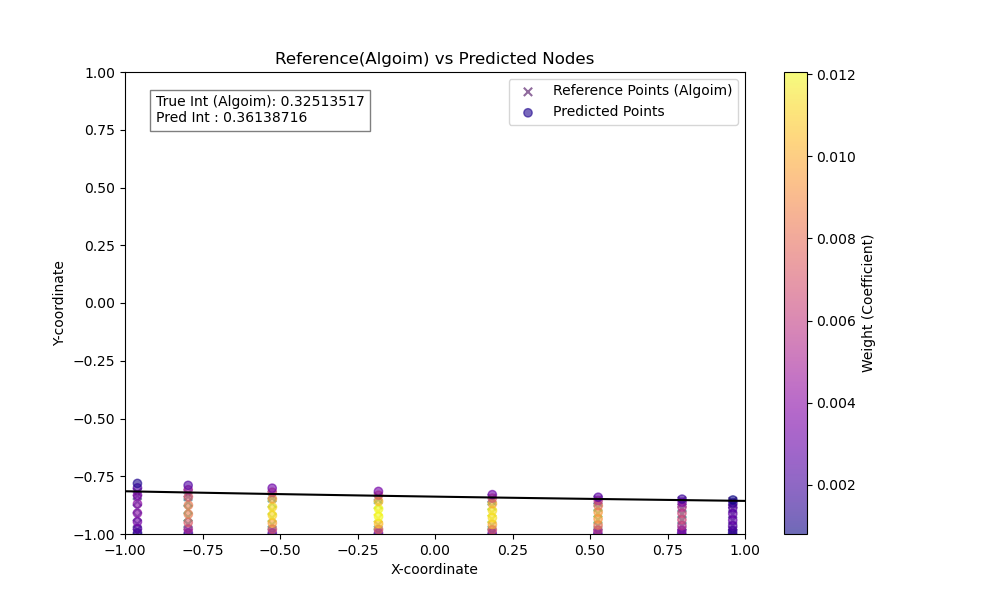 Reference(Algoim) vs Predicted Nodes
True Int (Algoim): 0.32513517
Pred Int : 0.36138716
Reference Points (Algoim)
Predicted Points
1.00
0.75
0.50
0.25
0.00
−0.25
−0.50
−0.75
−1.00
Y-coordinate
−1.00 −0.75 −0.50 −0.25 0.00 0.25 0.50 0.75 1.00
X-coordinate
0.012
0.010
0.008
0.006
0.004
0.002
Weight (Coefficient)